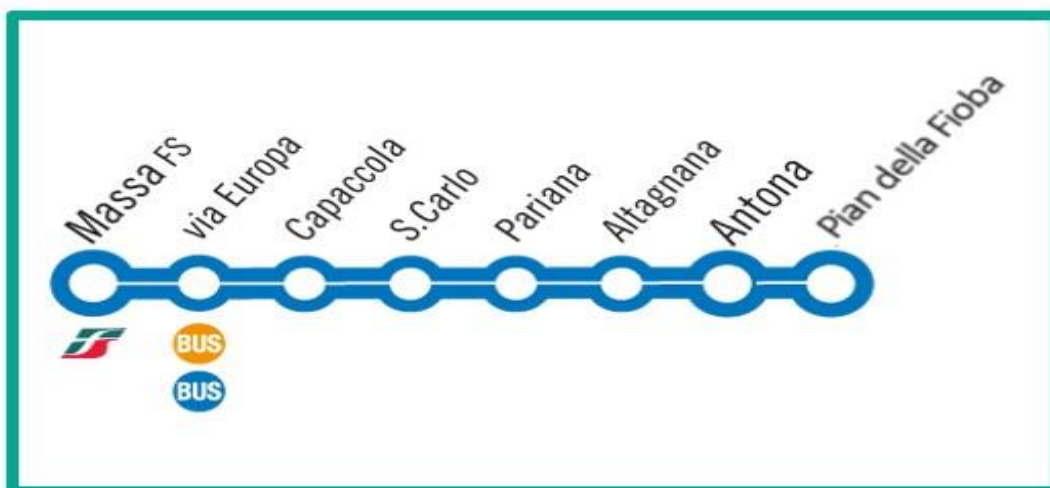 Massa FS
via Europa
Capaccola
S.Carlo
Pariana
Altagnana
Antona
Pian della Fioba
BUS
BUS